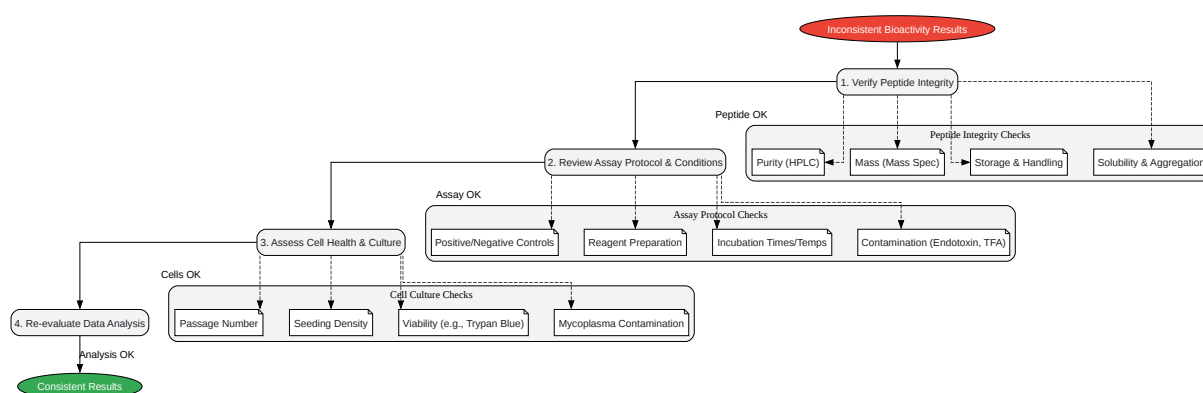 Inconsistent Bioactivity Results
1. Verify Peptide Integrity
Peptide OK
Peptide Integrity Checks
Purity (HPLC)
Mass (Mass Spec)
Storage & Handling
Solubility & Aggregation
2. Review Assay Protocol & Conditions
Assay OK
Assay Protocol Checks
Positive/Negative Controls
Reagent Preparation
Incubation Times/Temps
Contamination (Endotoxin, TFA)
3. Assess Cell Health & Culture
Cells OK
Cell Culture Checks
Passage Number
Seeding Density
Viability (e.g., Trypan Blue)
Mycoplasma Contamination
4. Re-evaluate Data Analysis
Analysis OK
Consistent Results